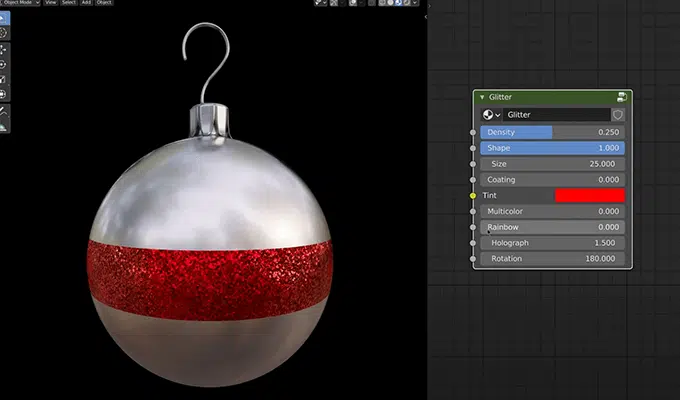 Object Mode View Select Add Object
Glitter
Glitter
Density 0.250
Shape 1.000
Size 25.000
Coating 0.000
Tint
Multicolor 0.000
Rainbow 0.000
Holograph 1.500
Rotation 180.000